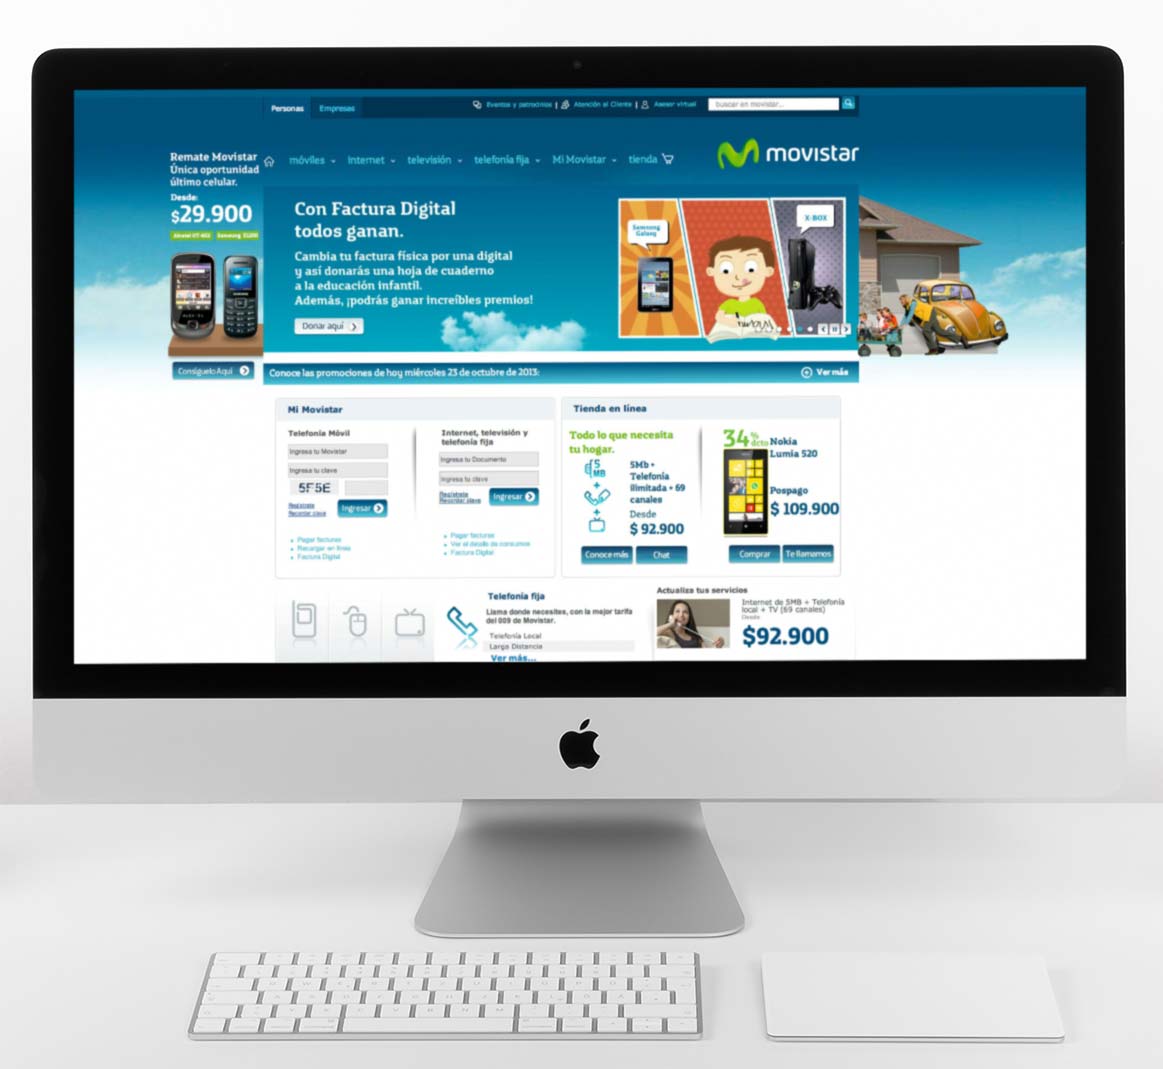 Personas
Empresas
Eventos y patrocinios | Atención al Cliente | Asesor virtual
buscar en movistar...
móviles
internet
televisión
telefonía fija
Mi Movistar
tienda
movistar
Remate Movistar
Única oportunidad
último celular.
Desde:
$29.900
Consíguelo Aquí
Con Factura Digital
todos ganan.
Cambia tu factura física por una digital
y así donarás una hoja de cuaderno
a la educación infantil.
Además, ¡podrás ganar increíbles premios!
Donar aquí
Samsung
Galaxy
X-BOX
Conoce las promociones de hoy miércoles 23 de octubre de 2013:
Ver más
Mi Movistar
Telefonía Móvil
Ingresa tu Movistar
Ingresa tu clave
5F5E
Regístrate
Recordar clave
Ingresar
Pagar facturas
Recargar en línea
Factura Digital
Internet, televisión y
telefonía fija
Ingresa tu Documento
Ingresa tu clave
Regístrate
Recordar clave
Ingresar
Pagar facturas
Ver el detalle de consumos
Factura Digital
Tienda en línea
Todo lo que necesita
tu hogar.
5
MB
+
+
5Mb +
Telefonía
ilimitada + 69
canales
Desde
$ 92.900
Conoce más
Chat
34% dcto
Nokia
Lumia 520
Pospago
$ 109.900
Comprar
Te llamamos
Telefonía fija
Llama donde necesites, con la mejor tarifa
del 009 de Movistar.
Telefonía Local
Larga Distancia
Ver más...
Actualiza tus servicios
Internet de 5MB + Telefonía
local + TV (69 canales)
Desde
$92.900